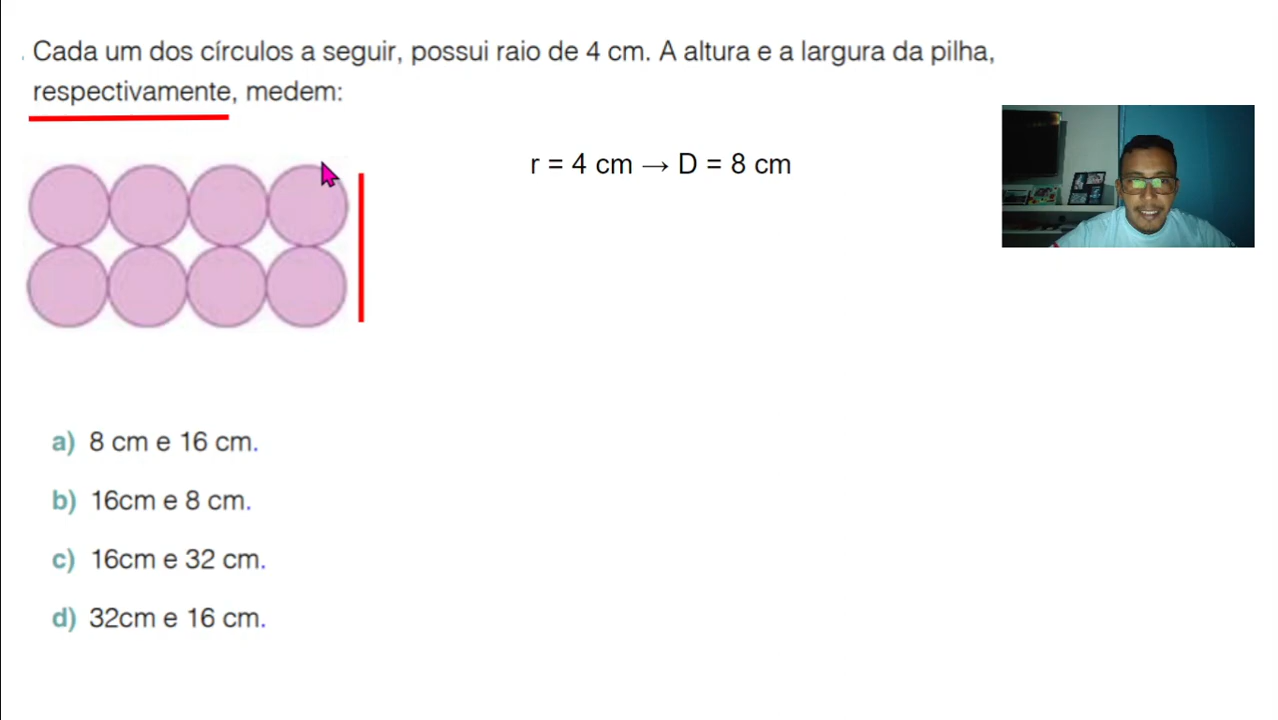 Cada um dos círculos a seguir, possui raio de 4 cm. A altura e a largura da pilha,
respectivamente, medem:
r = 4 cm → D = 8 cm
a) 8 cm e 16 cm.
b) 16cm e 8 cm.
c) 16cm e 32 cm.
d) 32cm e 16 cm.